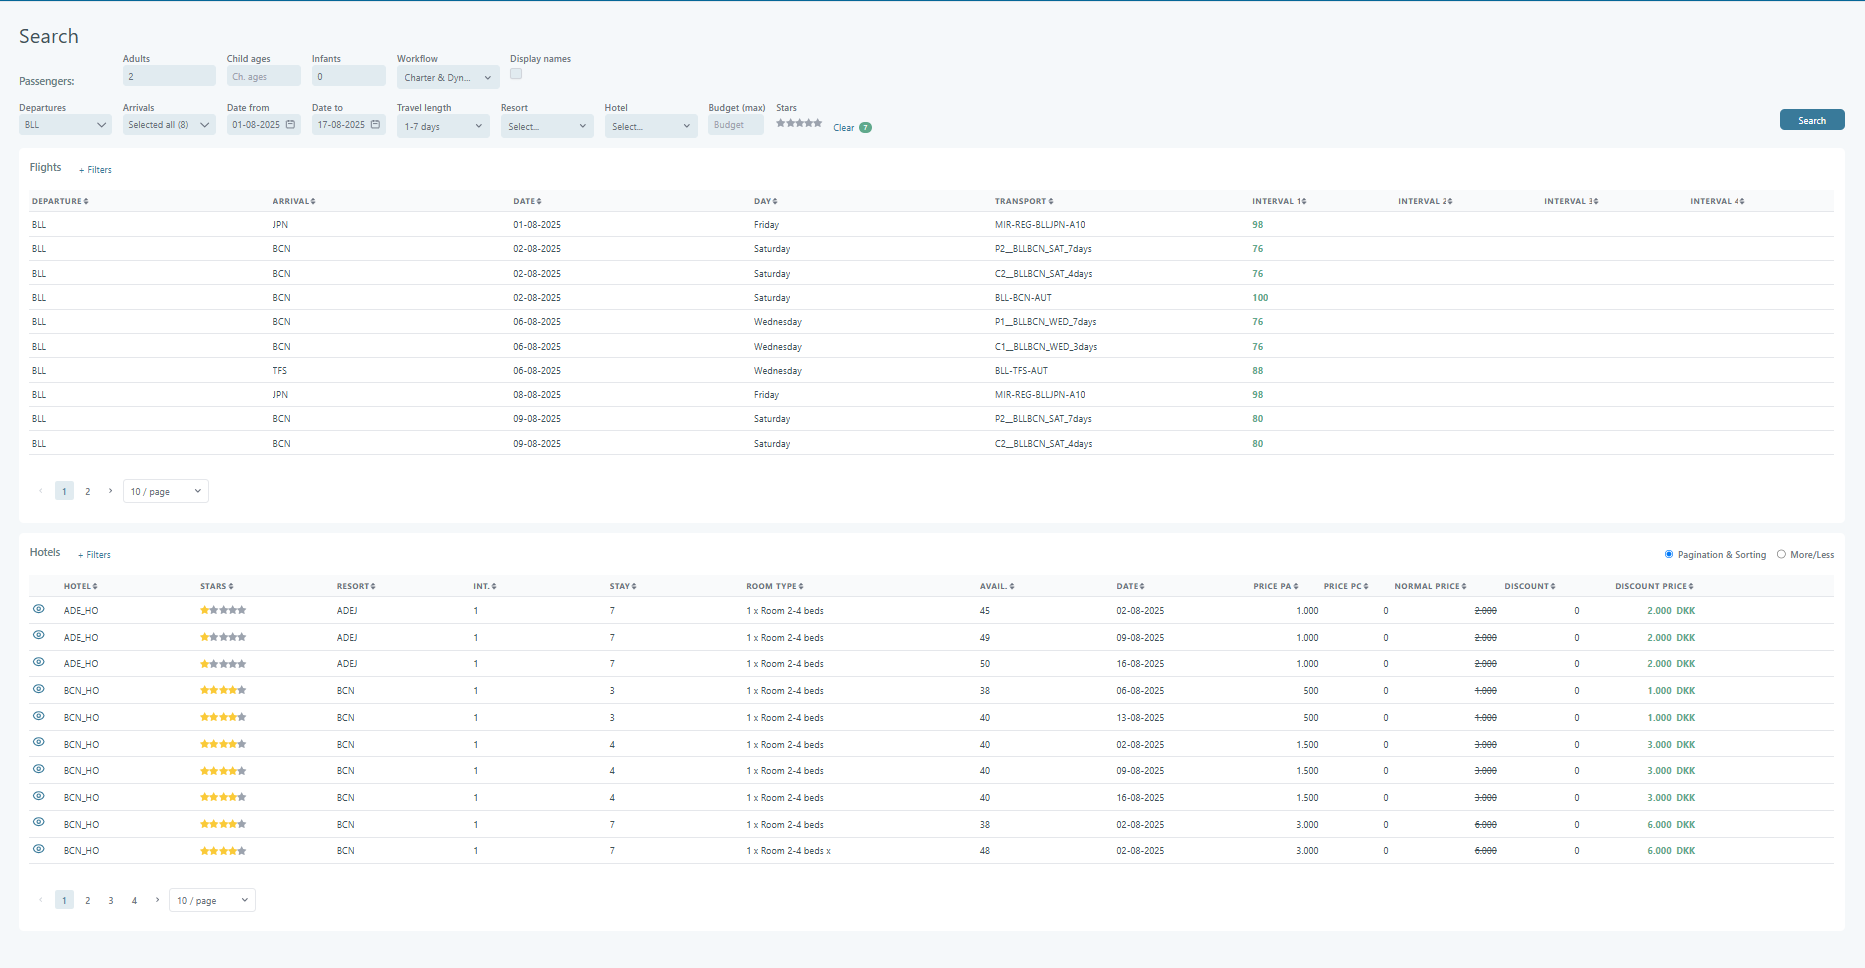 Search
Passengers:
Adults
2
Child ages
Ch. ages
Infants
0
Workflow
Charter & Dyn...
Display names
Departures
BLL
Arrivals
Selected all (8)
Date from
01-08-2025
Date to
17-08-2025
Travel length
1-7 days
Resort
Select...
Hotel
Select...
Budget (max)
Budget
Stars
Clear 7
Search
Flights + Filters
DEPARTURE ARRIVAL DATE DAY TRANSPORT INTERVAL 1 INTERVAL 2 INTERVAL 3 INTERVAL 4
BLL JPN 01-08-2025 Friday MIR-REG-BLLJPN-A10 98
BLL BCN 02-08-2025 Saturday P2__BLLBCN_SAT_7days 76
BLL BCN 02-08-2025 Saturday C2__BLLBCN_SAT_4days 76
BLL BCN 02-08-2025 Saturday BLL-BCN-AUT 100
BLL BCN 06-08-2025 Wednesday P1__BLLBCN_WED_7days 76
BLL BCN 06-08-2025 Wednesday C1__BLLBCN_WED_3days 76
BLL TFS 06-08-2025 Wednesday BLL-TFS-AUT 88
BLL JPN 08-08-2025 Friday MIR-REG-BLLJPN-A10 98
BLL BCN 09-08-2025 Saturday P2__BLLBCN_SAT_7days 80
BLL BCN 09-08-2025 Saturday C2__BLLBCN_SAT_4days 80
‹ 1 2 › 10 / page
Hotels + Filters Pagination & Sorting More/Less
HOTEL STARS RESORT INT. STAY ROOM TYPE AVAIL. DATE PRICE PA PRICE PC NORMAL PRICE DISCOUNT DISCOUNT PRICE
ADE_HO ADEJ 1 7 1 x Room 2-4 beds 45 02-08-2025 1.000 0 2.000 0 2.000 DKK
ADE_HO ADEJ 1 7 1 x Room 2-4 beds 49 09-08-2025 1.000 0 2.000 0 2.000 DKK
ADE_HO ADEJ 1 7 1 x Room 2-4 beds 50 16-08-2025 1.000 0 2.000 0 2.000 DKK
BCN_HO BCN 1 3 1 x Room 2-4 beds 38 06-08-2025 500 0 1.000 0 1.000 DKK
BCN_HO BCN 1 3 1 x Room 2-4 beds 40 13-08-2025 500 0 1.000 0 1.000 DKK
BCN_HO BCN 1 4 1 x Room 2-4 beds 40 02-08-2025 1.500 0 3.000 0 3.000 DKK
BCN_HO BCN 1 4 1 x Room 2-4 beds 40 09-08-2025 1.500 0 3.000 0 3.000 DKK
BCN_HO BCN 1 4 1 x Room 2-4 beds 40 16-08-2025 1.500 0 3.000 0 3.000 DKK
BCN_HO BCN 1 7 1 x Room 2-4 beds 38 02-08-2025 3.000 0 6.000 0 6.000 DKK
BCN_HO BCN 1 7 1 x Room 2-4 beds x 48 02-08-2025 3.000 0 6.000 0 6.000 DKK
‹ 1 2 3 4 › 10 / page